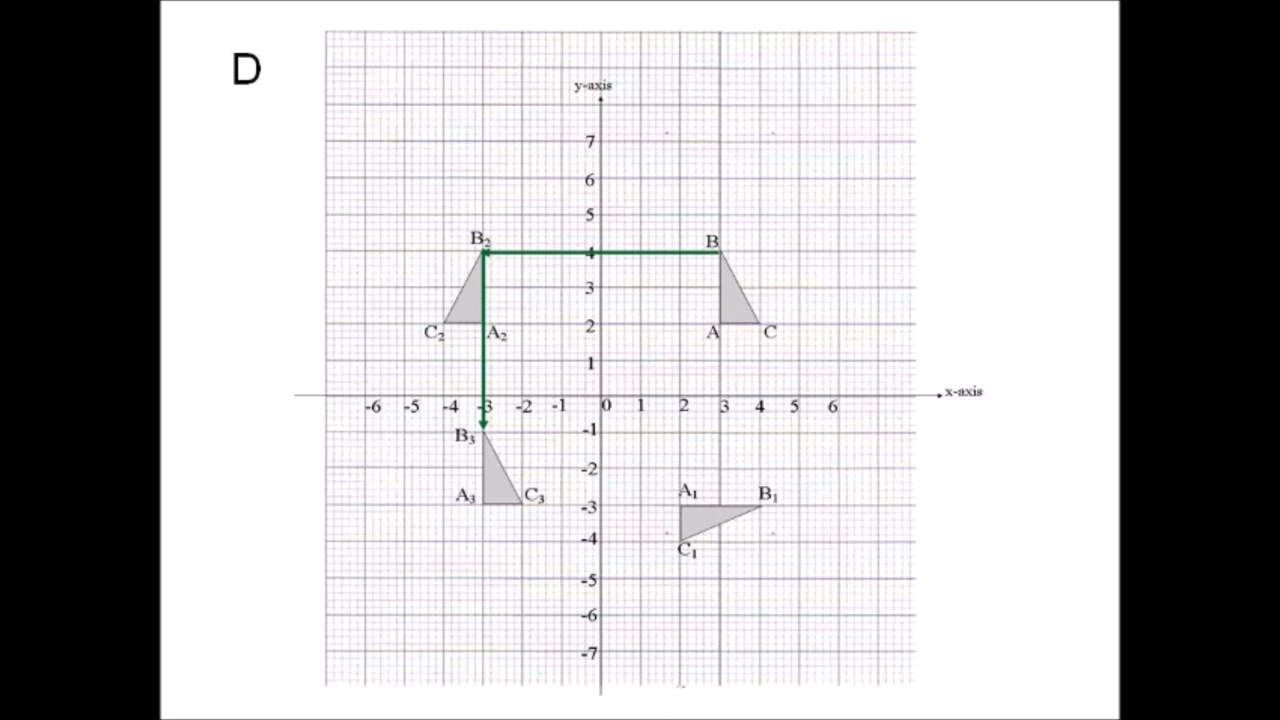 D
y-axis
7
6
5
B₂ 4 B
3
C₂ A₂ 2 A C
1
x-axis
-6 -5 -4 -3 -2 -1 0 1 2 3 4 5 6
B₃ -1
-2
A₃ C₃ -3 A₁ B₁
-4 C₁
-5
-6
-7